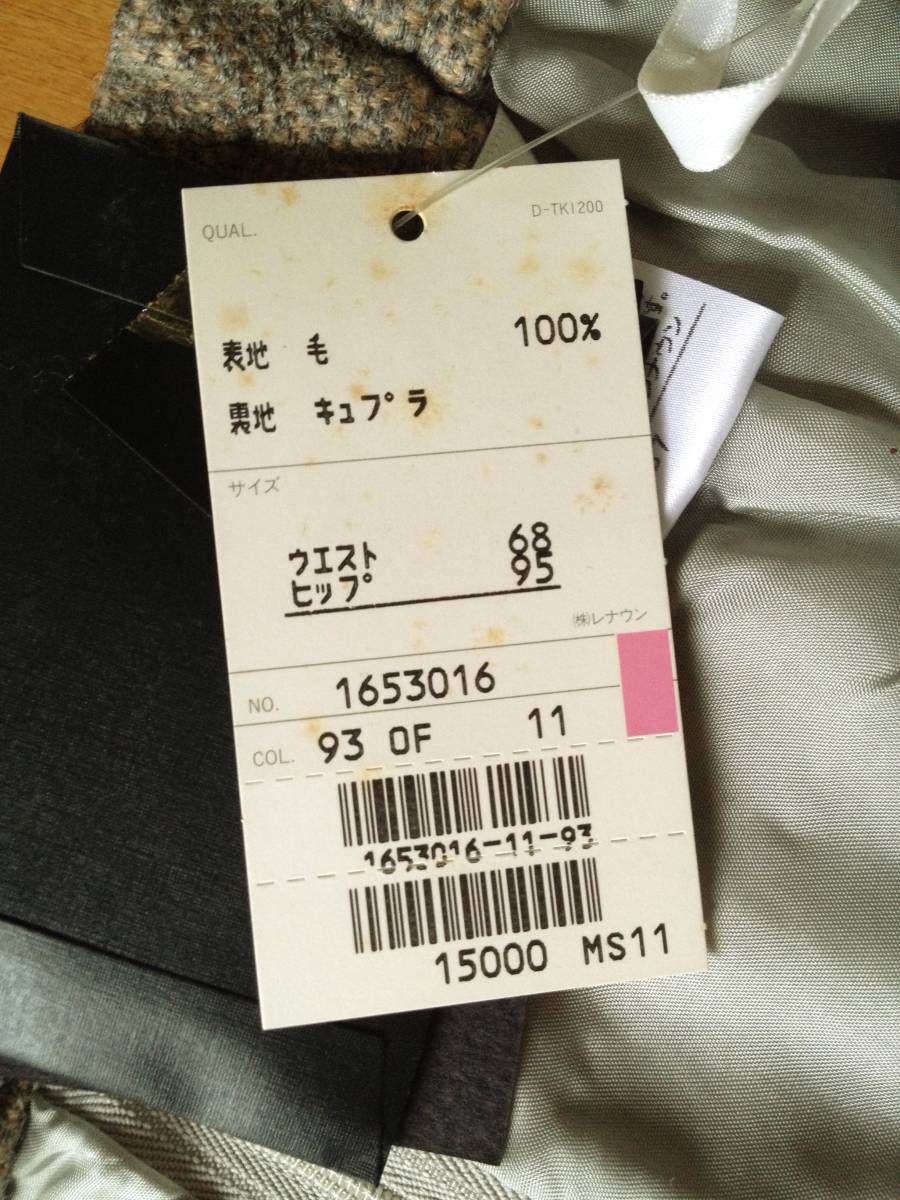 QUAL.
D-TK1200
表地 毛 100%
裏地 キュプラ
サイズ
ウエスト 68
ヒップ 95
㈱レナウン
NO. 1653016
COL. 93 OF 11
1653016-11-93
15000 MS11